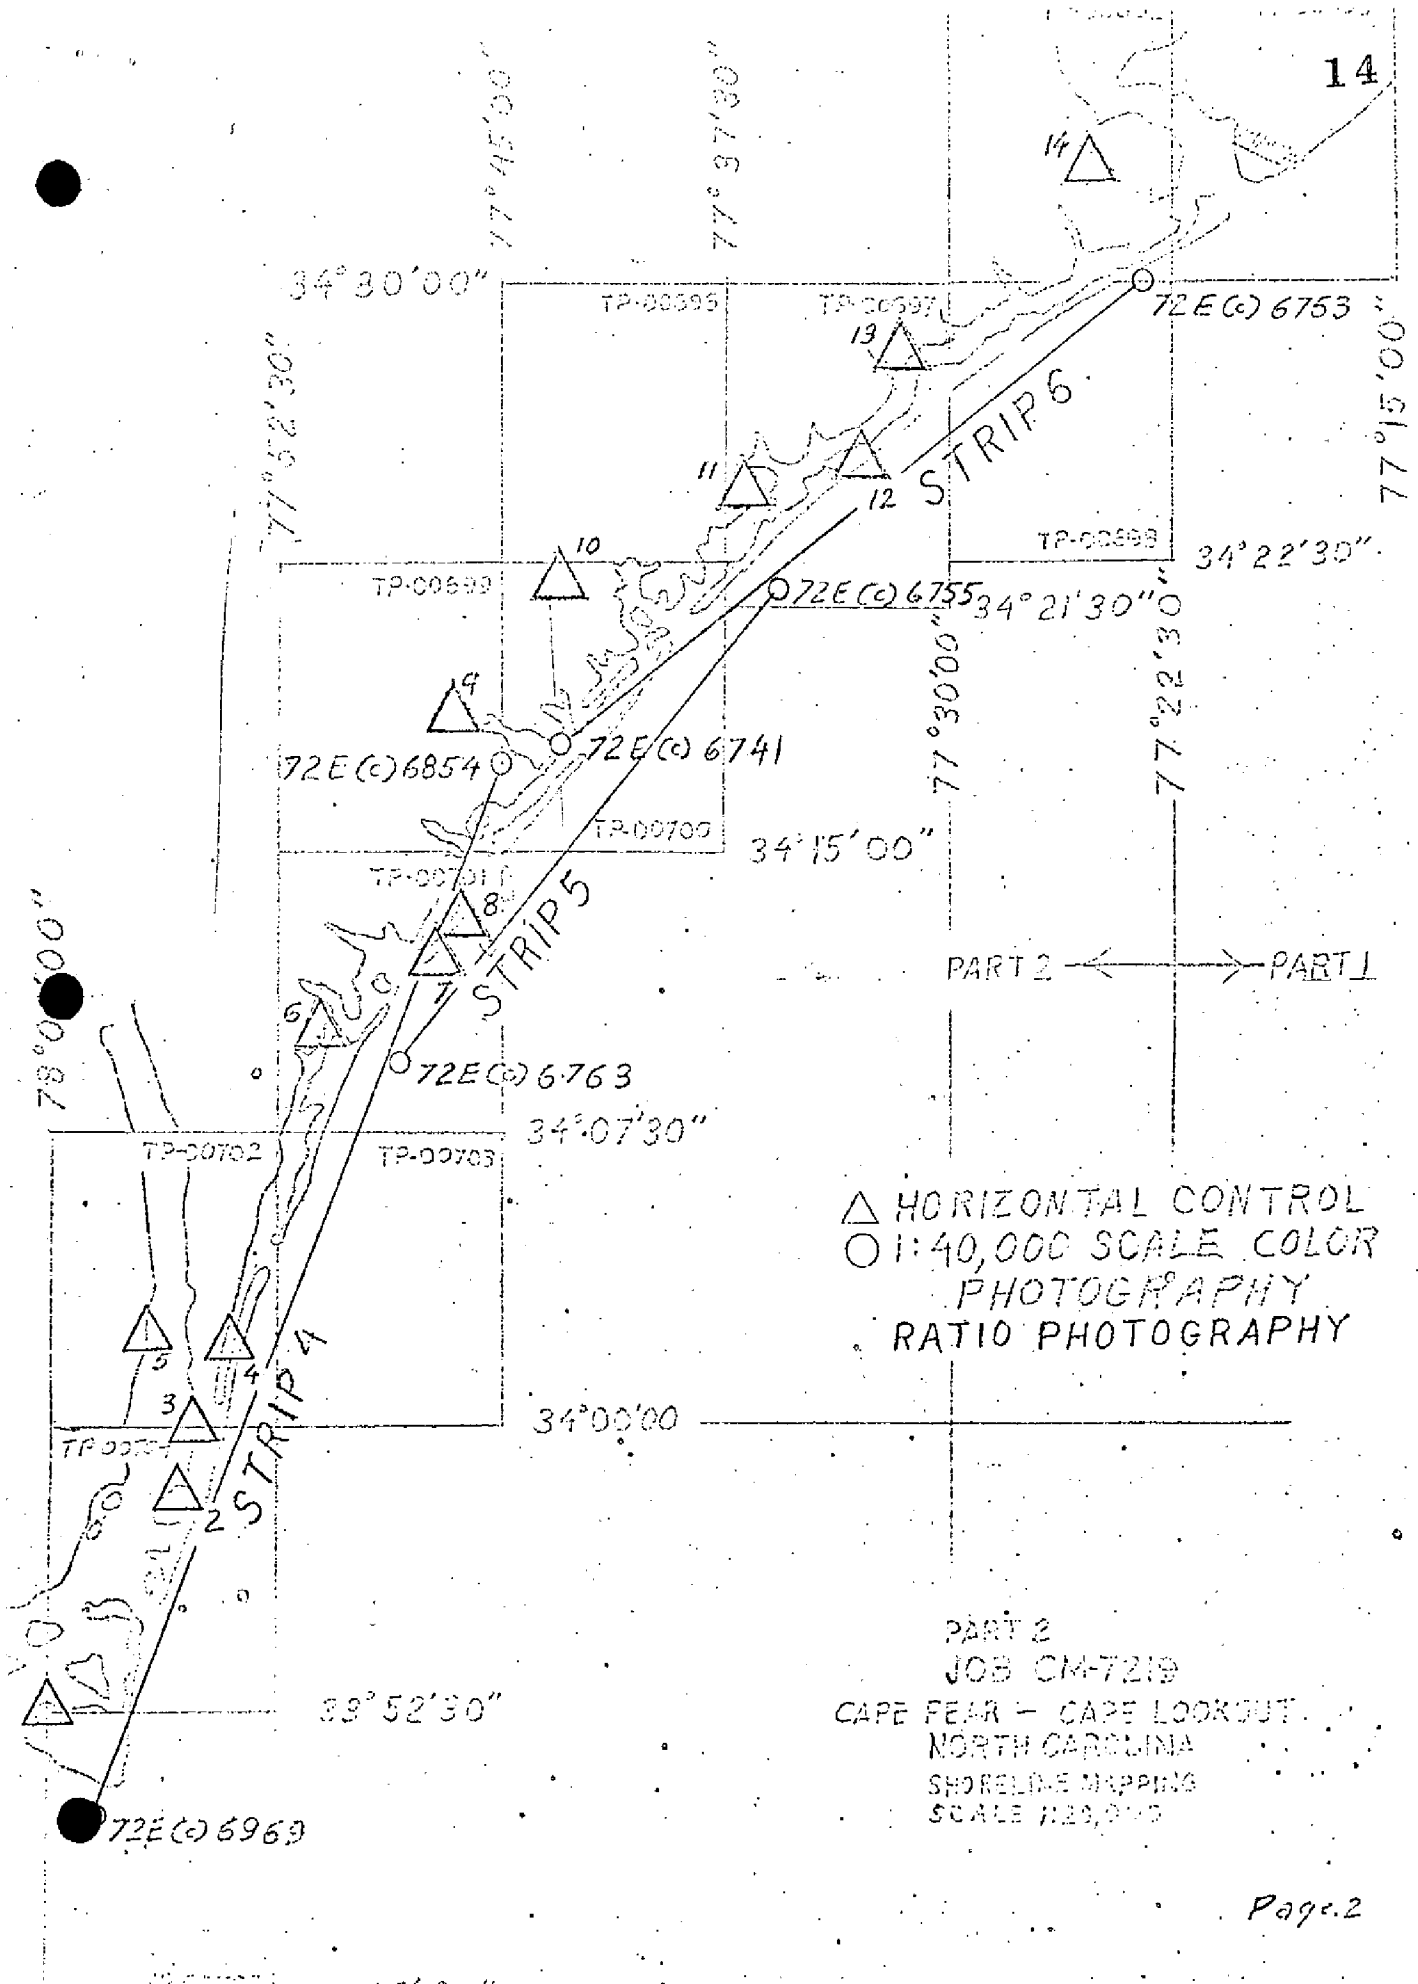 14
77°45'00"
77°37'30"
14
34°30'00"
TP-00697
72E(c) 6753
13
77°52'30"
77°15'00"
STRIP 6
11
12
10
TP-00699
TP-00698
34°22'30"
72E(c) 6755
34°21'30"
77°30'00"
77°22'30"
9
72E(c) 6741
72E(c) 6854
TP-00700
34°15'00"
TP-00701
8
STRIP 5
78°00'00"
PART 2
PART 1
7
6
72E(c) 6763
34°07'30"
TP-00702
TP-00703
△ HORIZONTAL CONTROL
○ 1:40,000 SCALE COLOR
PHOTOGRAPHY
RATIO PHOTOGRAPHY
5
4
STRIP 4
3
34°00'00
2
PART 2
JOB CM-7219
33°52'30"
CAPE FEAR – CAPE LOOKOUT
NORTH CAROLINA
SHORELINE MAPPING
SCALE
72E(c) 6969
Page 2